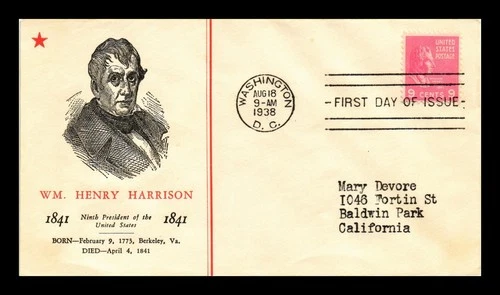 WM. HENRY HARRISON
1841 Ninth President of the United States 1841
BORN—February 9, 1773, Berkeley, Va.
DIED—April 4, 1841
WASHINGTON
AUG 18
9-AM
1938
D. C.
-FIRST DAY OF ISSUE-
UNITED
STATES
POSTAGE
9 CENTS 9
Mary Devore
1046 Fortin St
Baldwin Park
California